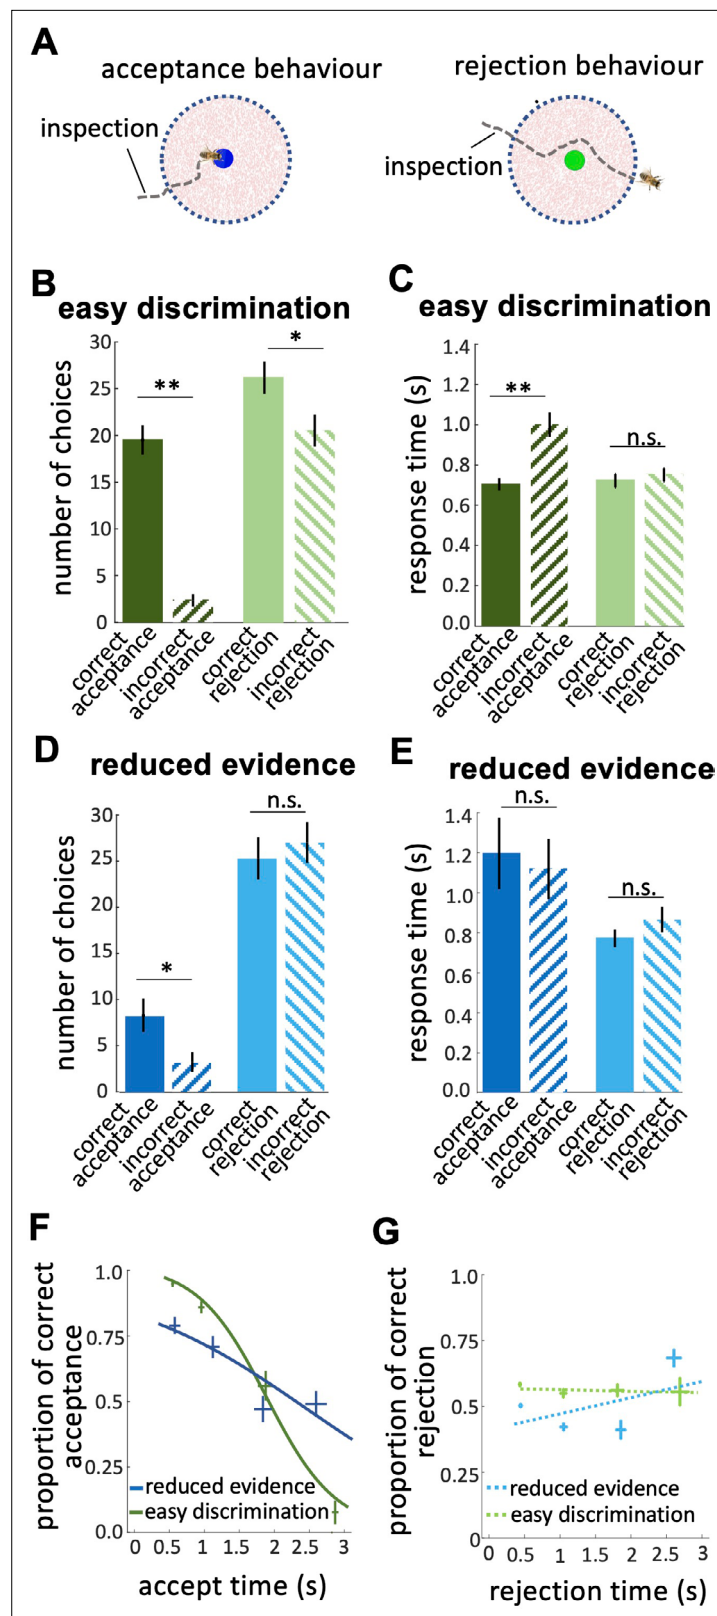 A
acceptance behaviour
rejection behaviour
inspection
inspection
B
easy discrimination
number of choices
30
20
15
25
20
15
10
5
0
**
*
correct
acceptance
incorrect
acceptance
correct
rejection
incorrect
rejection
C
easy discrimination
response time (s)
1.4
1.2
1.0
0.8
0.6
0.4
0.2
0.0
**
n.s.
correct
acceptance
incorrect
acceptance
correct
rejection
incorrect
rejection
D
reduced evidence
number of choices
30
25
25
10
5
0
*
n.s.
correct
acceptance
incorrect
acceptance
correct
rejection
incorrect
rejection
E
reduced evidence
response time (s)
1.4
1.2
0.6
0.8
0.6
0.4
0.2
0.0
n.s.
n.s.
correct
acceptance
incorrect
acceptance
correct
rejection
incorrect
rejection
F
proportion of correct
acceptance
1.0
0.75
0.5
0.25
0.0
reduced evidence
easy discrimination
0 0.5 1 1.5 2 2.5 3
accept time (s)
G
proportion of correct
rejection
1.0
0.75
0.5
0.25
0
reduced evidence
easy discrimination
0 0.5 1 1.5 2 2.5 3
rejection time (s)